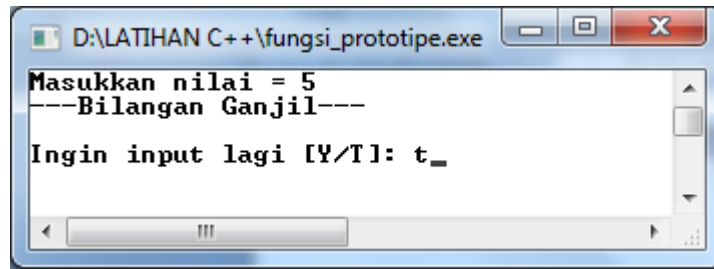 D:\LATIHAN C++\fungsi_prototipe.exe
Masukkan nilai = 5
---Bilangan Ganjil---
Ingin input lagi [Y/T]: t_